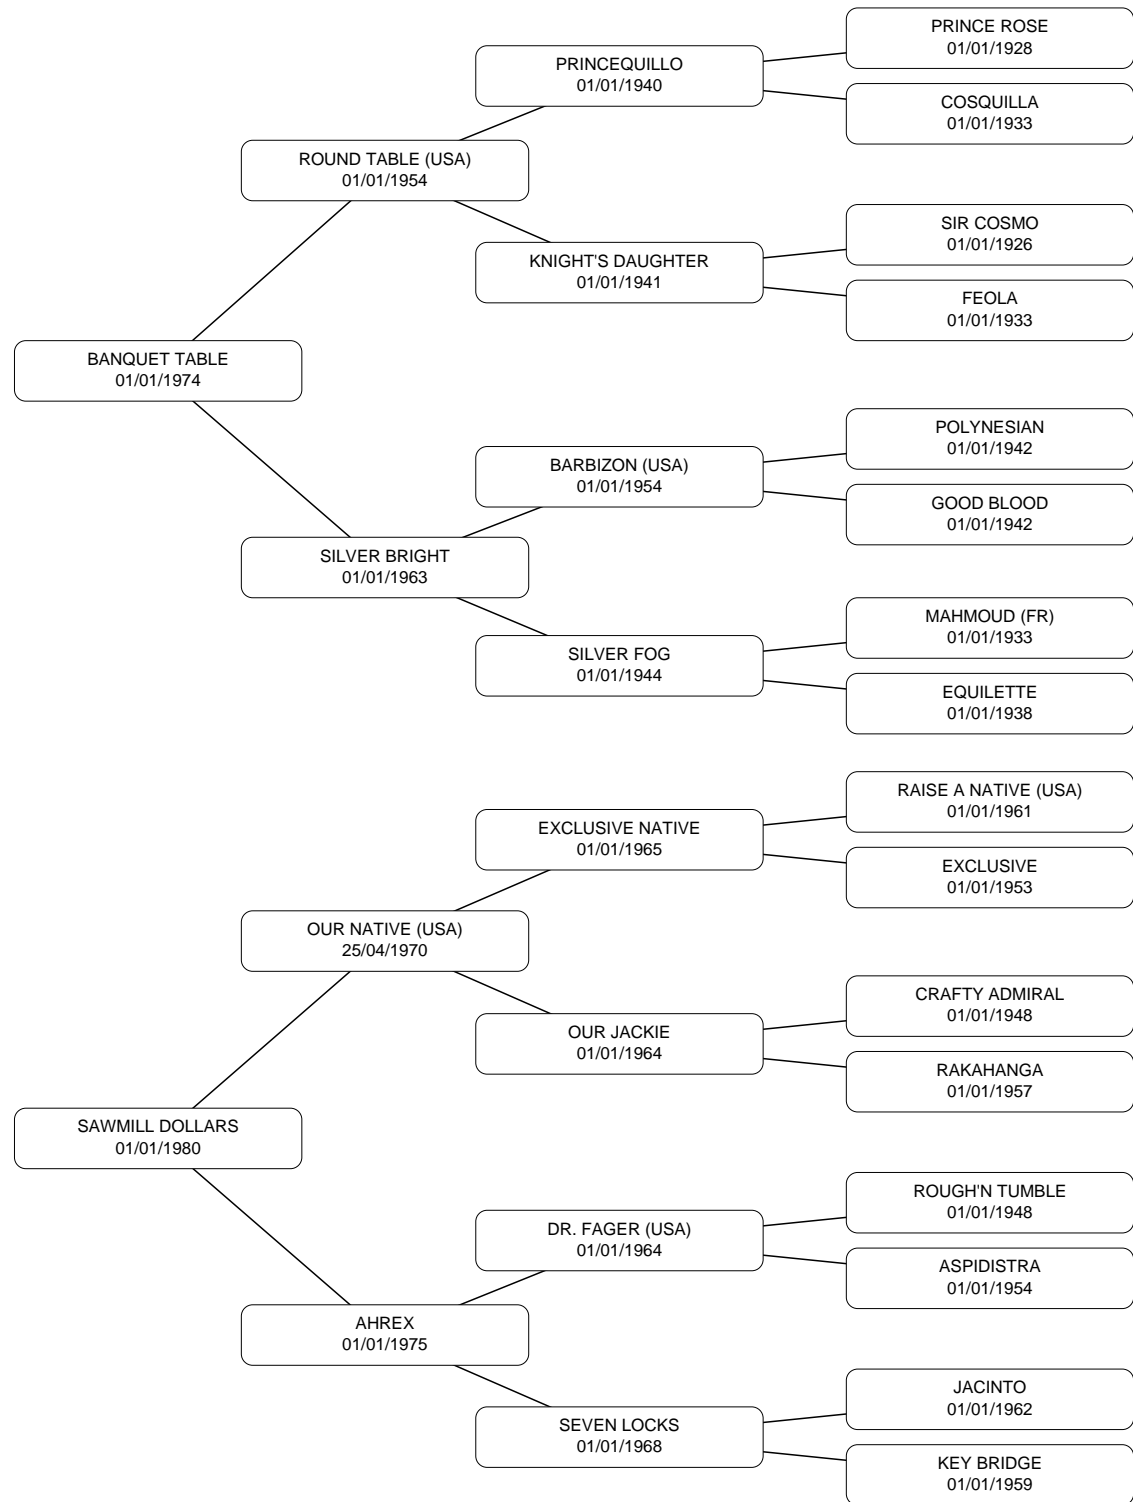 PRINCE ROSE
01/01/1928
PRINCEQUILLO
01/01/1940
COSQUILLA
01/01/1933
ROUND TABLE (USA)
01/01/1954
SIR COSMO
01/01/1926
KNIGHT'S DAUGHTER
01/01/1941
FEOLA
01/01/1933
BANQUET TABLE
01/01/1974
POLYNESIAN
01/01/1942
BARBIZON (USA)
01/01/1954
GOOD BLOOD
01/01/1942
SILVER BRIGHT
01/01/1963
MAHMOUD (FR)
01/01/1933
SILVER FOG
01/01/1944
EQUILETTE
01/01/1938
RAISE A NATIVE (USA)
01/01/1961
EXCLUSIVE NATIVE
01/01/1965
EXCLUSIVE
01/01/1953
OUR NATIVE (USA)
25/04/1970
CRAFTY ADMIRAL
01/01/1948
OUR JACKIE
01/01/1964
RAKAHANGA
01/01/1957
SAWMILL DOLLARS
01/01/1980
ROUGH'N TUMBLE
01/01/1948
DR. FAGER (USA)
01/01/1964
ASPIDISTRA
01/01/1954
AHREX
01/01/1975
JACINTO
01/01/1962
SEVEN LOCKS
01/01/1968
KEY BRIDGE
01/01/1959